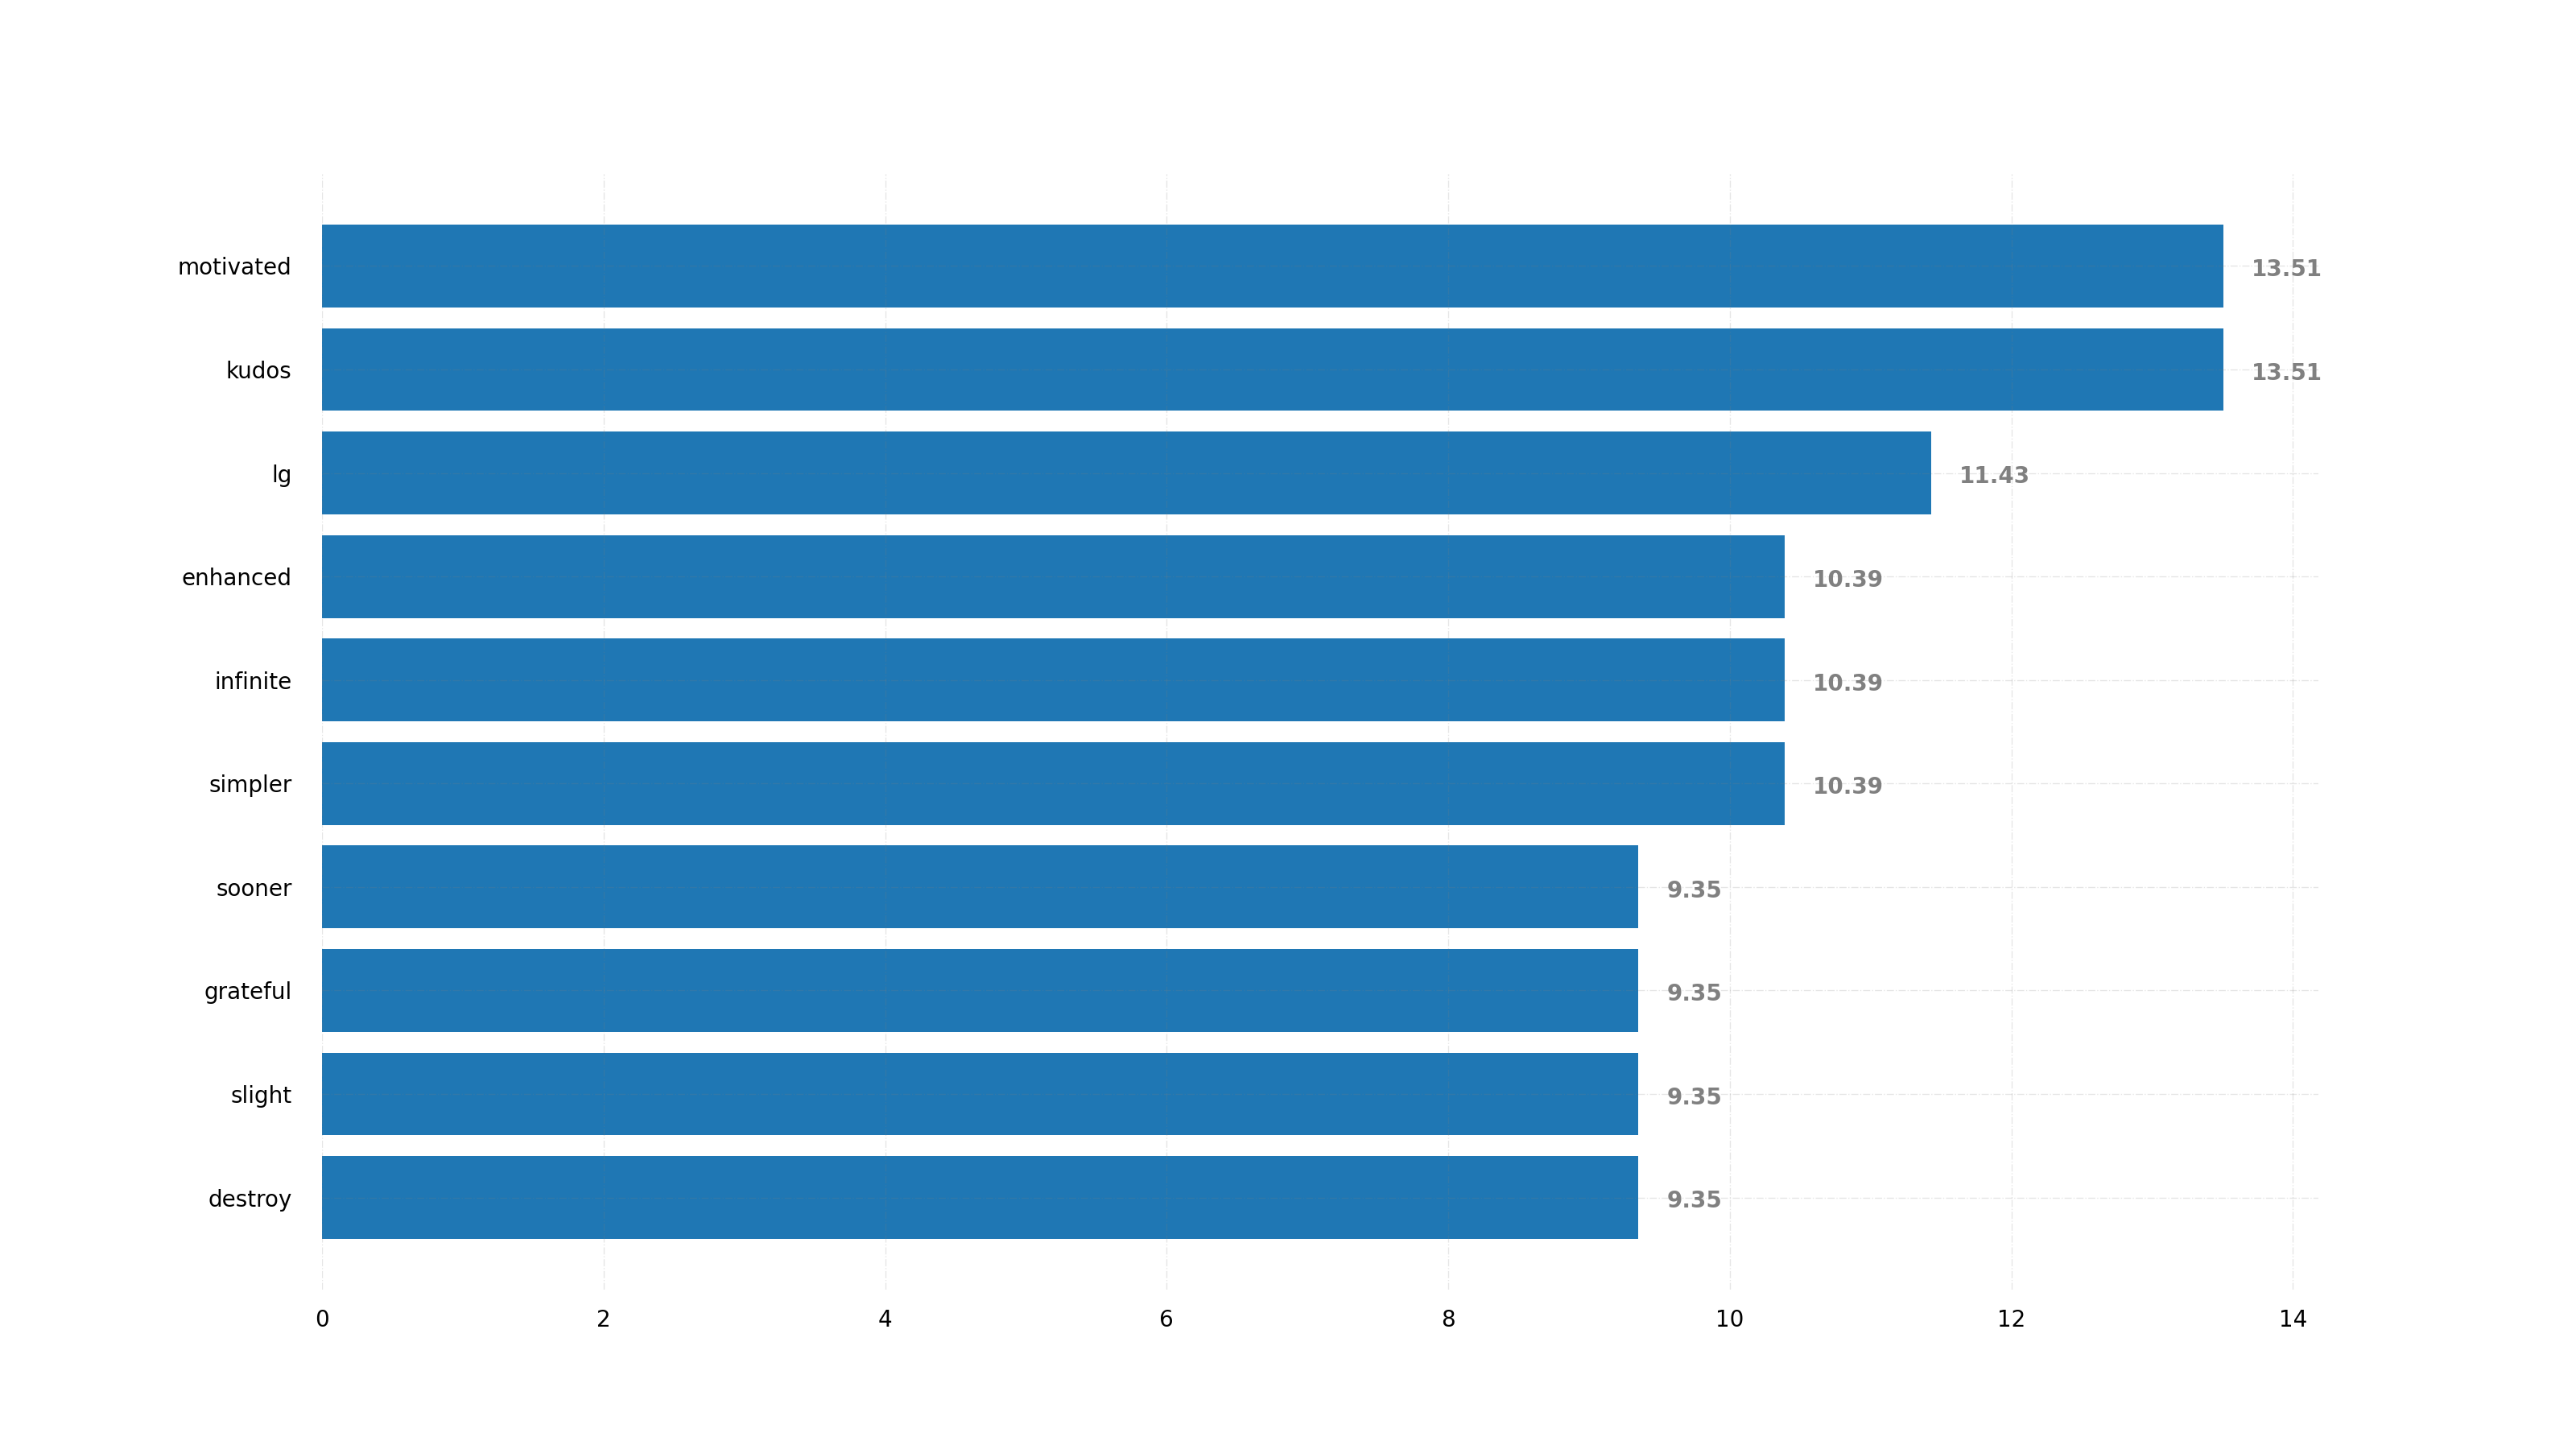 motivated 13.51
kudos 13.51
lg 11.43
enhanced 10.39
infinite 10.39
simpler 10.39
sooner 9.35
grateful 9.35
slight 9.35
destroy 9.35
0 2 4 6 8 10 12 14